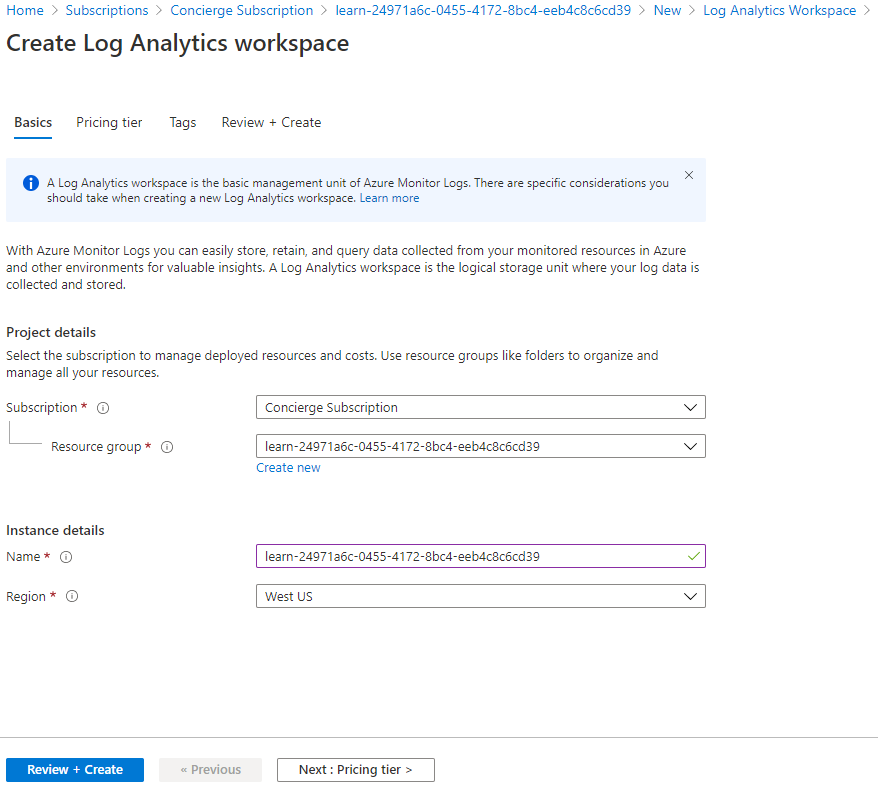 Home > Subscriptions > Concierge Subscription > learn-24971a6c-0455-4172-8bc4-eeb4c8c6cd39 > New > Log Analytics Workspace >
Create Log Analytics workspace
Basics Pricing tier Tags Review + Create
A Log Analytics workspace is the basic management unit of Azure Monitor Logs. There are specific considerations you
should take when creating a new Log Analytics workspace. Learn more
With Azure Monitor Logs you can easily store, retain, and query data collected from your monitored resources in Azure
and other environments for valuable insights. A Log Analytics workspace is the logical storage unit where your log data is
collected and stored.
Project details
Select the subscription to manage deployed resources and costs. Use resource groups like folders to organize and
manage all your resources.
Subscription * Concierge Subscription
Resource group * learn-24971a6c-0455-4172-8bc4-eeb4c8c6cd39
Create new
Instance details
Name * learn-24971a6c-0455-4172-8bc4-eeb4c8c6cd39
Region * West US
Review + Create « Previous Next : Pricing tier >